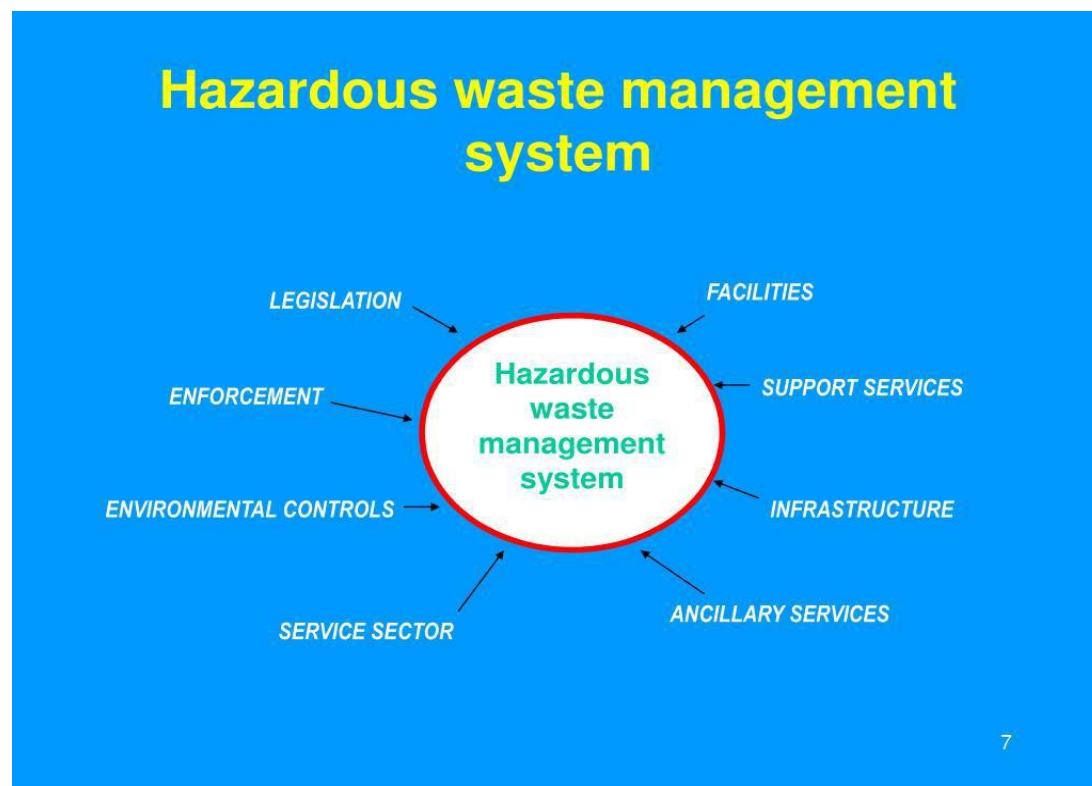 Hazardous waste management
system
LEGISLATION
FACILITIES
Hazardous
waste
management
system
ENFORCEMENT
SUPPORT SERVICES
ENVIRONMENTAL CONTROLS
INFRASTRUCTURE
SERVICE SECTOR
ANCILLARY SERVICES
7